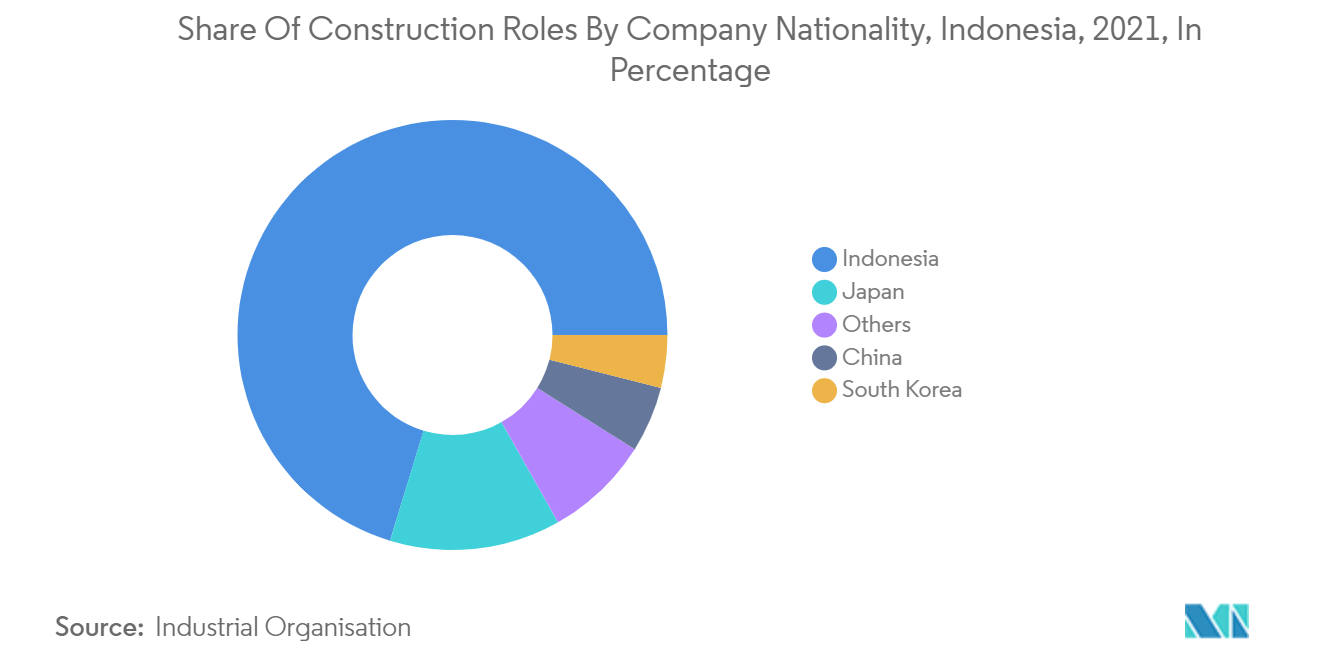 Share Of Construction Roles By Company Nationality, Indonesia, 2021, In
Percentage
Indonesia
Japan
Others
China
South Korea
Source: Industrial Organisation